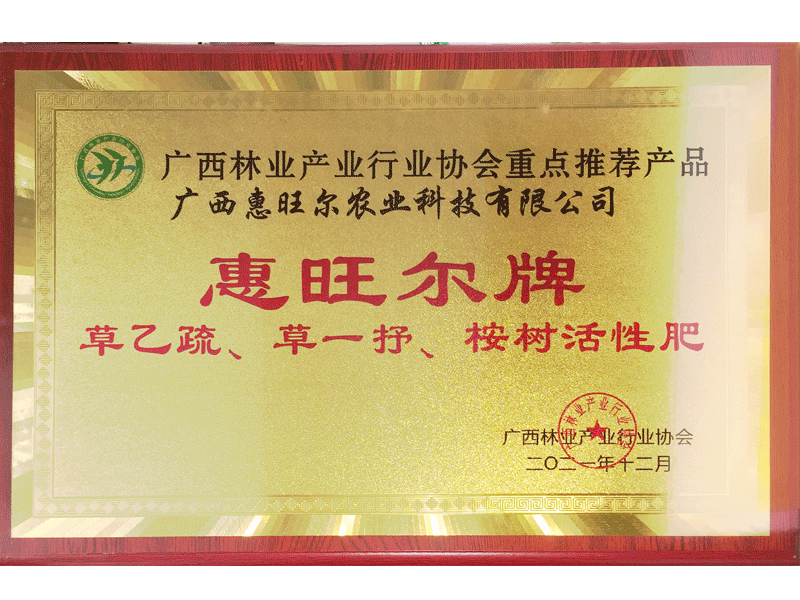 广西林业产业行业协会重点推荐产品
广西惠旺尔农业科技有限公司
惠旺尔牌
草乙疏、草一抒、桉树活性肥
广西林业产业行业协会
二〇二一年十二月